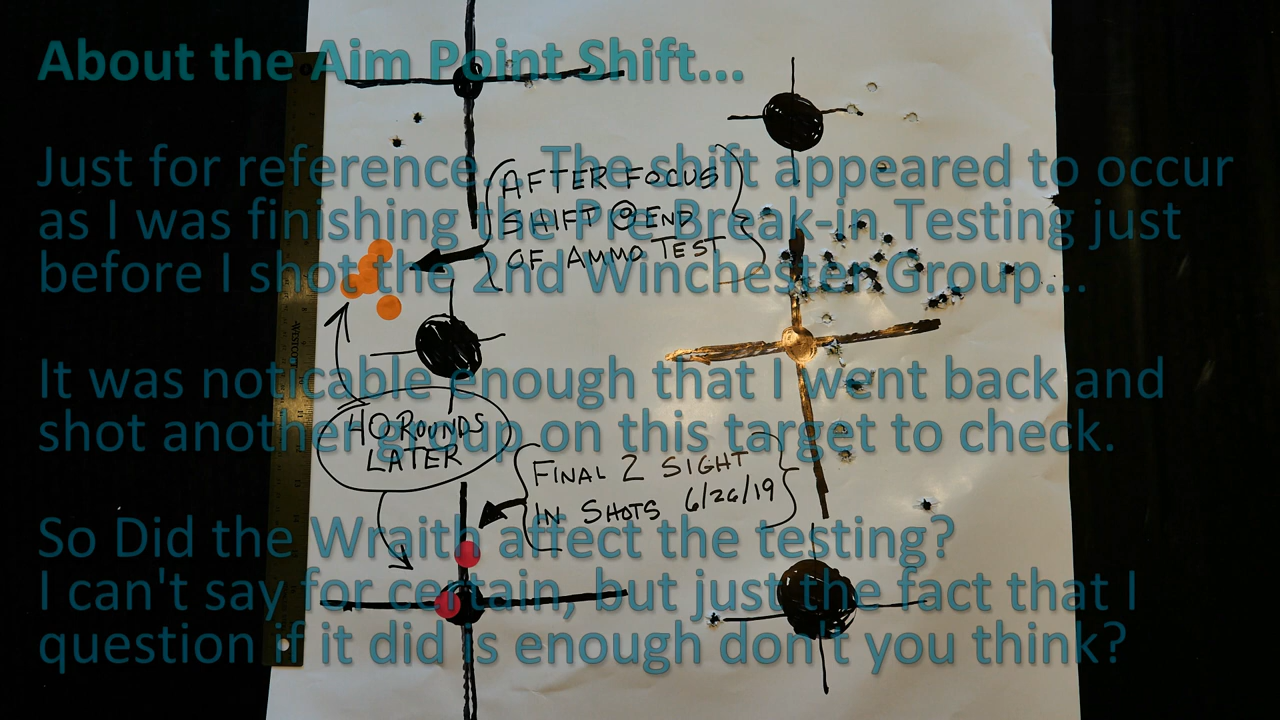 About the Aim Point Shift...
Just for reference... The shift appeared to occur
as I was finishing the Pre Break-in Testing just
before I shot the 2nd Winchester Group...
It was noticable enough that I went back and
shot another group on this target to check.
So Did the Wraith affect the testing?
I can't say for certain, but just the fact that I
question if it did is enough don't you think?
AFTER FOCUS
SHIFT @ END
OF AMMO TEST
40 ROUNDS
LATER
FINAL 2 SIGHT
IN SHOTS 6/26/19
WESTCOTT